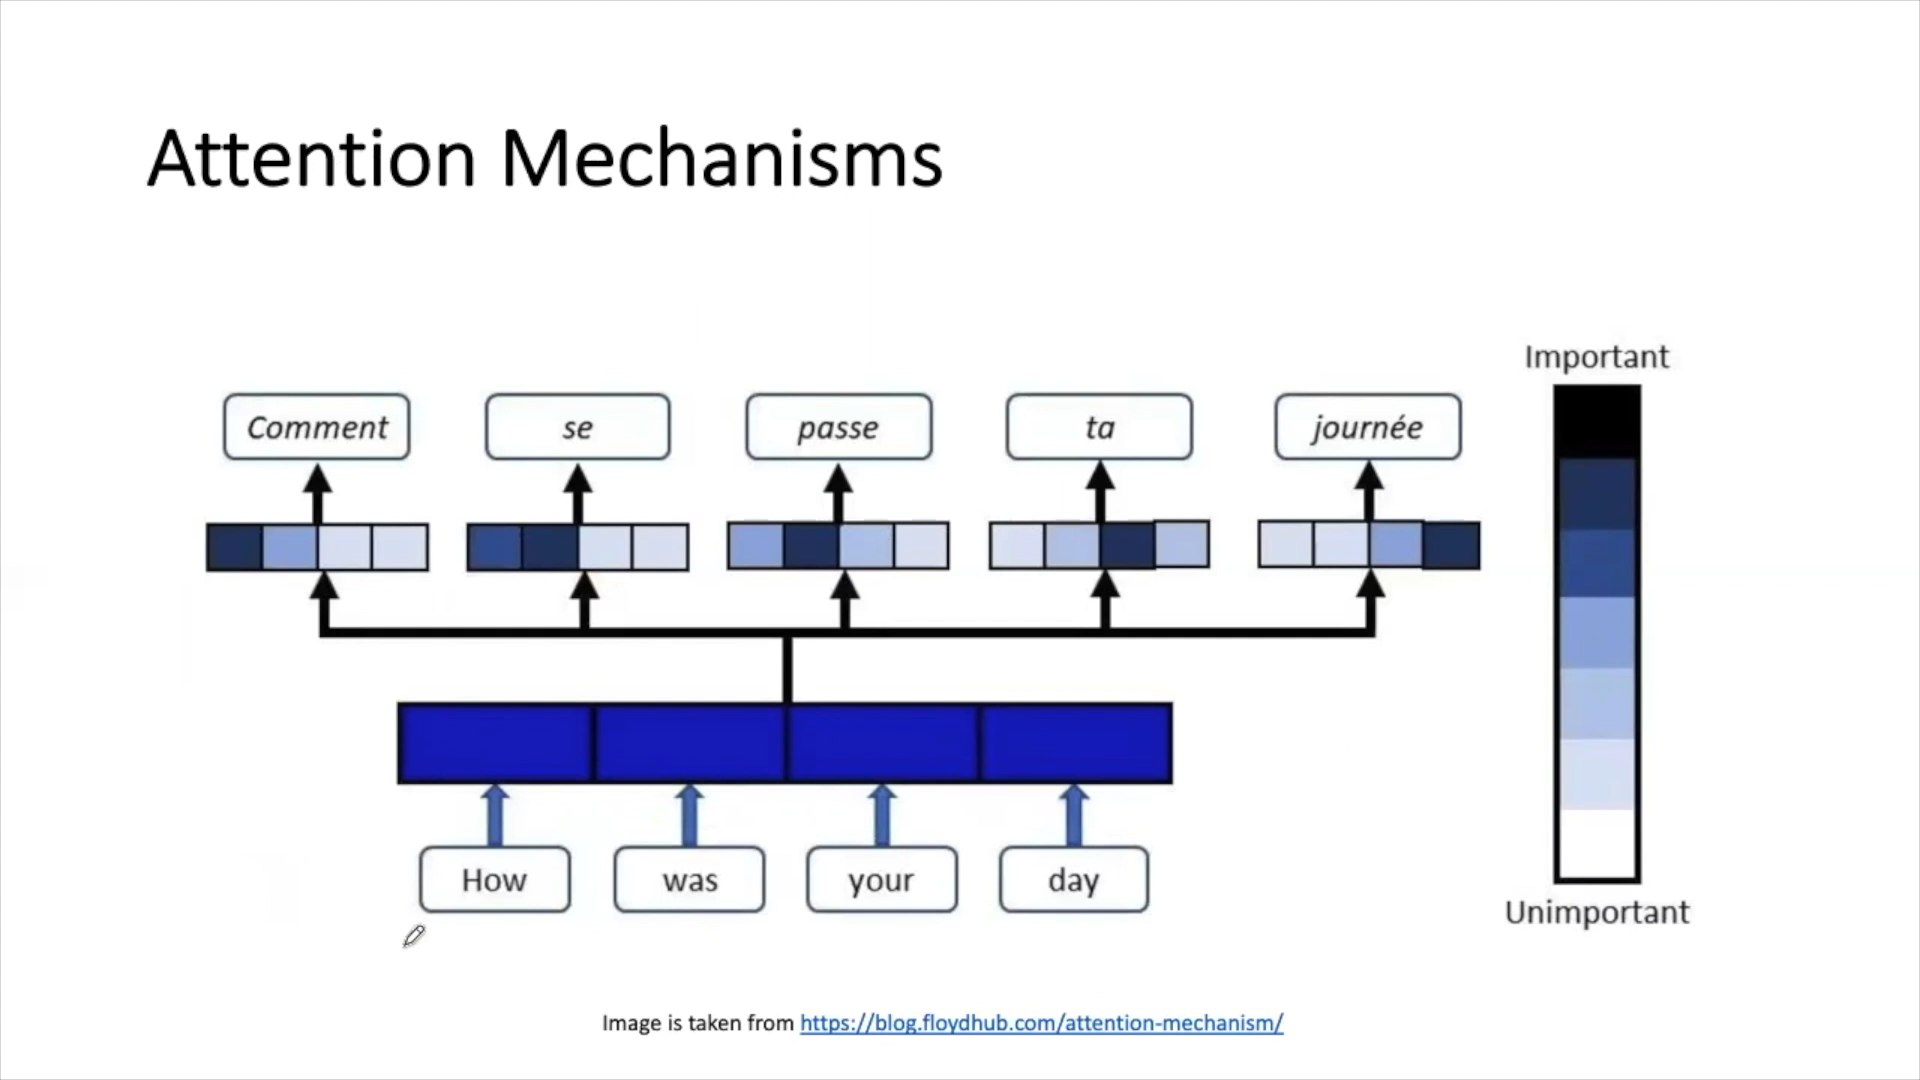 Attention Mechanisms
Important
Comment se passe ta journée
How was your day
Unimportant
Image is taken from https://blog.floydhub.com/attention-mechanism/